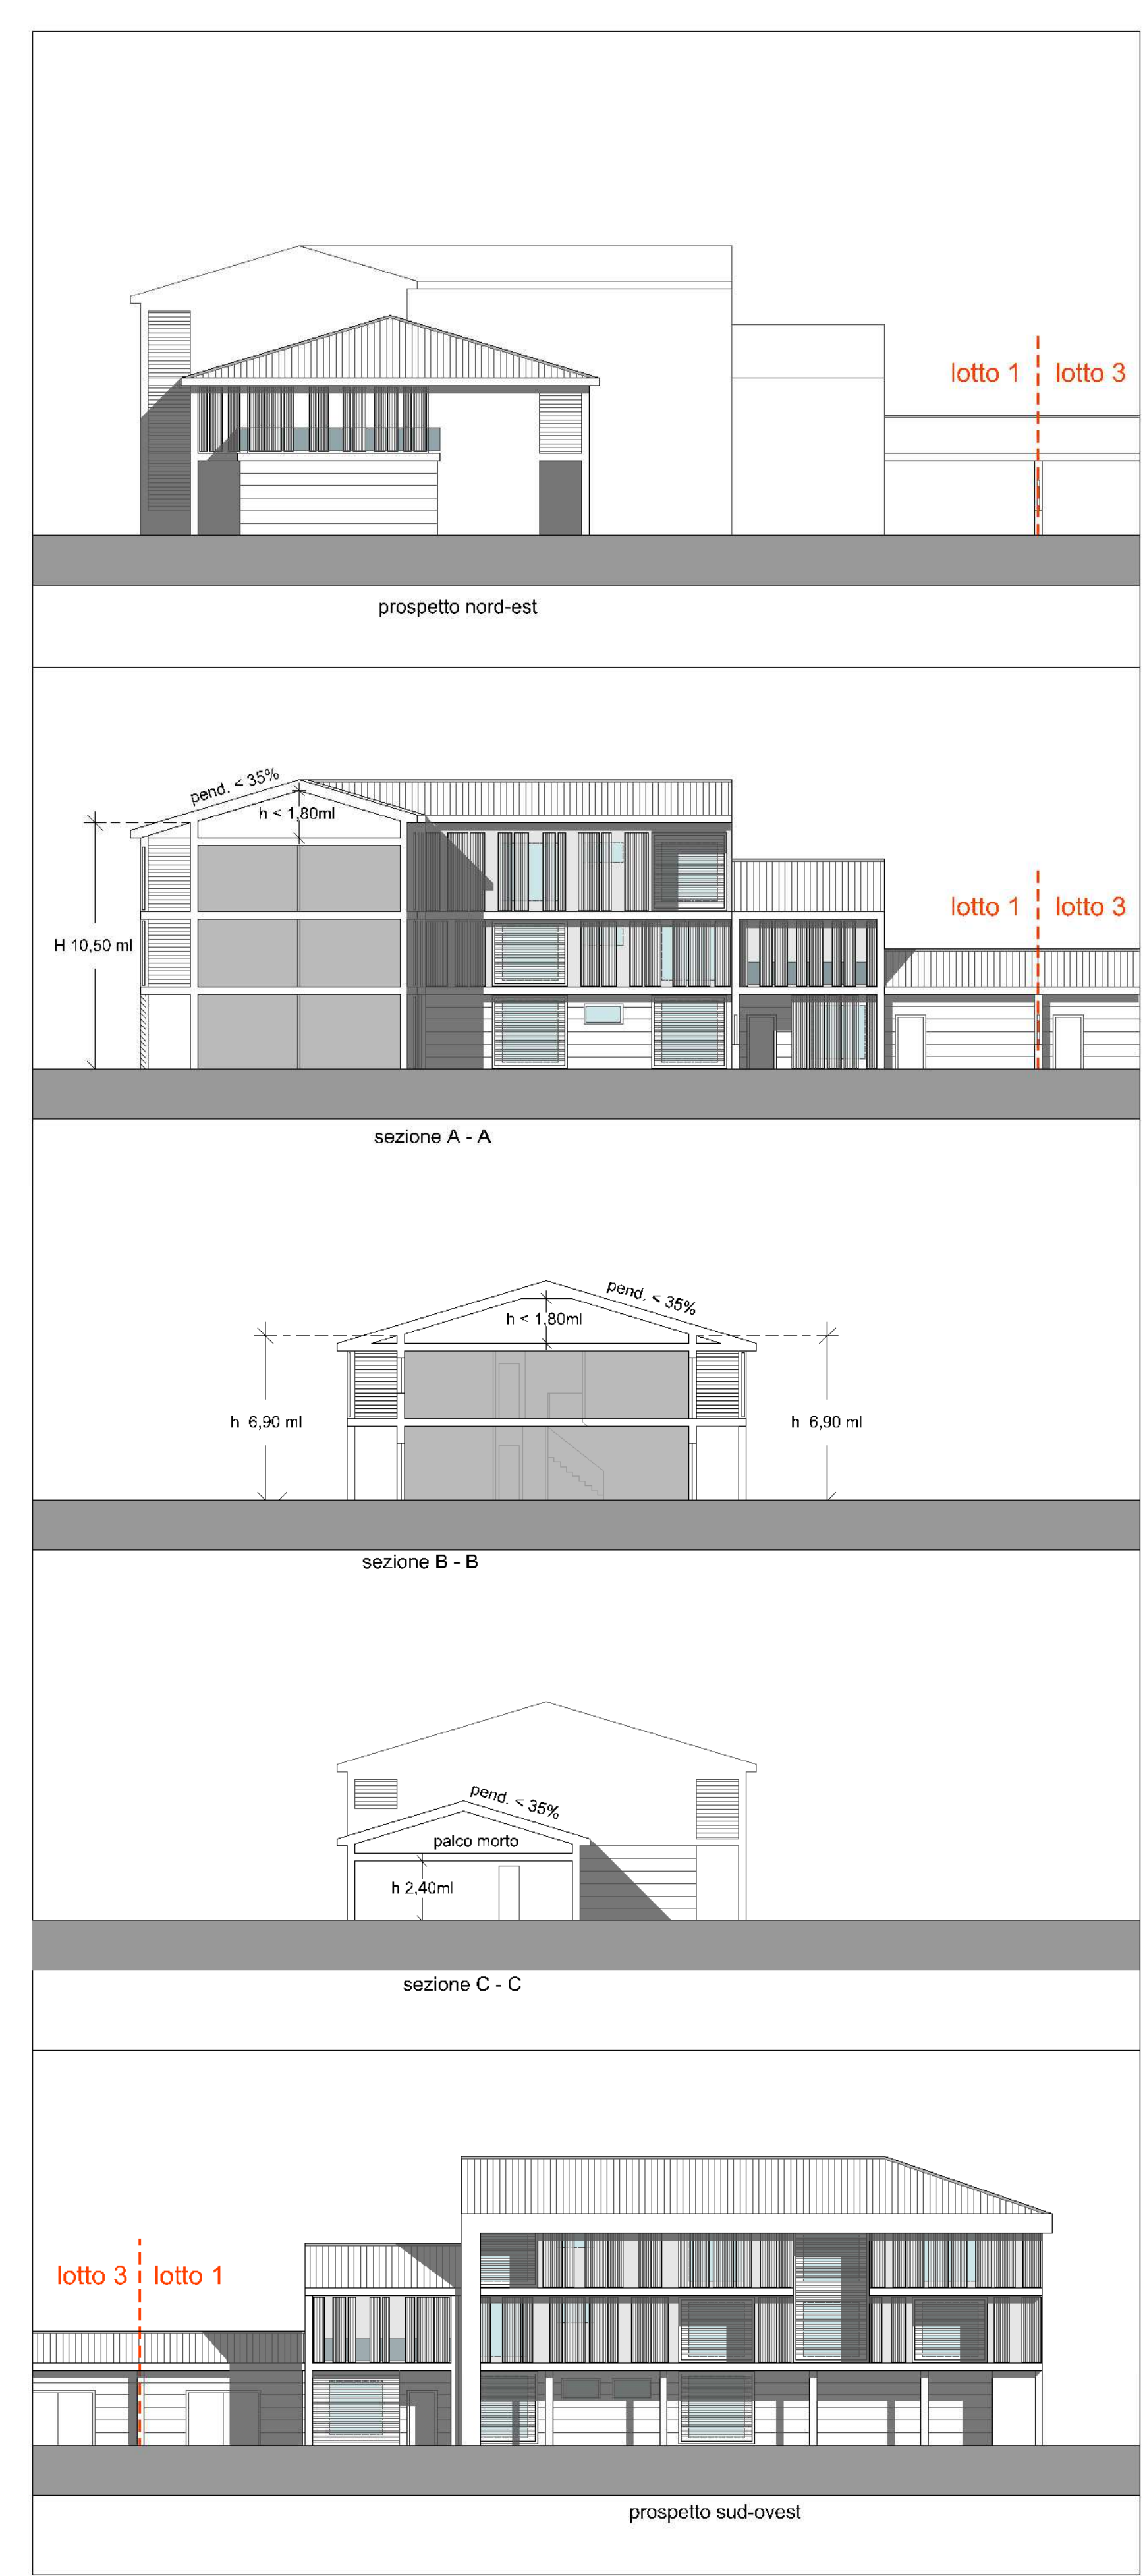 lotto 1 lotto 3
prospetto nord-est
pend. < 35%
h < 1,80ml
H 10,50 ml
lotto 1 lotto 3
sezione A - A
pend. < 35%
h < 1,80ml
h 6,90 ml
h 6,90 ml
sezione B - B
pend. < 35%
palco morto
h 2,40ml
sezione C - C
lotto 3 lotto 1
prospetto sud-ovest